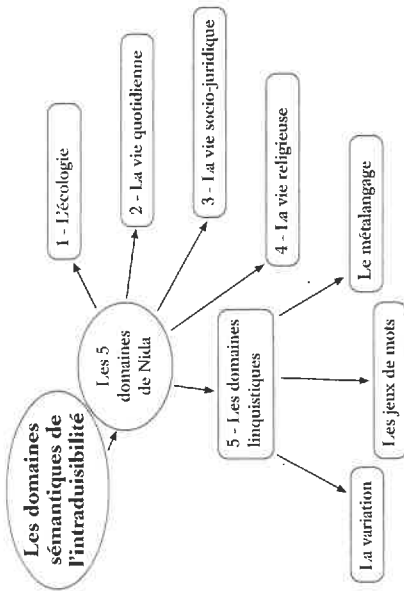 Les domaines
sémantiques de
l'intraduisibilité
Les 5
domaines
de Nida
1 - L'écologie
2 - La vie quotidienne
3 - La vie socio-juridique
4 - La vie religieuse
5 - Les domaines
linquistiques
La variation
Les jeux de mots
Le métalangage